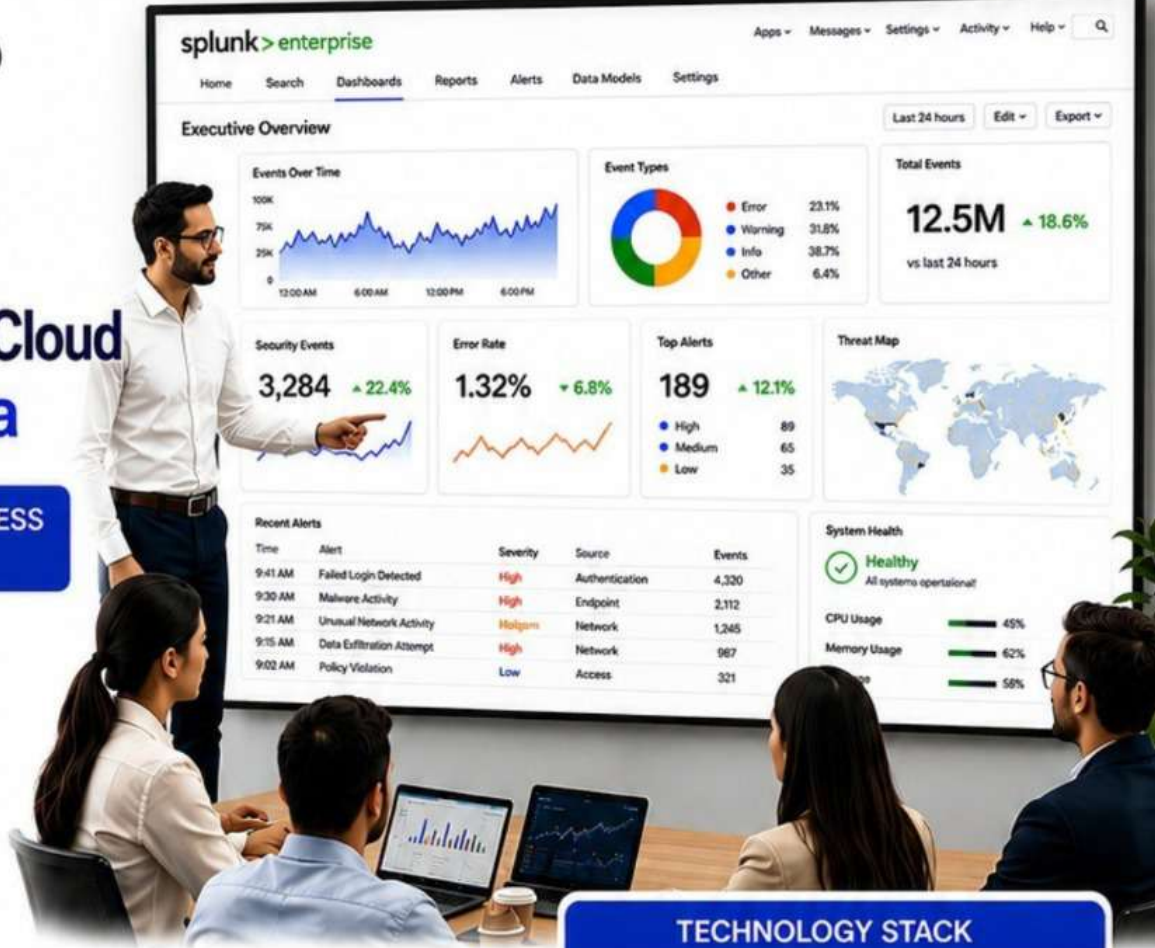 splunk>enterprise
Apps Messages Settings Activity Help
Home Search Dashboards Reports Alerts Data Models Settings
Executive Overview
Last 24 hours Edit Export
Events Over Time
100K
75K
25K
0
12:00 AM 6:00 AM 12:00 PM 6:00 PM
Event Types
Error 23.1%
Warning 31.8%
Info 38.7%
Other 6.4%
Total Events
12.5M ▲ 18.6%
vs last 24 hours
Cloud
a
ESS
Security Events
3,284 ▲ 22.4%
Error Rate
1.32% ▼ 6.8%
Top Alerts
189 ▲ 12.1%
High 89
Medium 65
Low 35
Threat Map
Recent Alerts
Time Alert Severity Source Events
9:41 AM Failed Login Detected High Authentication 4,320
9:30 AM Malware Activity High Endpoint 2,112
9:21 AM Unusual Network Activity Network 1,245
9:15 AM Data Exfiltration Attempt High Network 987
9:02 AM Policy Violation Low Access 321
System Health
Healthy
All systems
CPU Usage 45%
Memory Usage 62%
56%
TECHNOLOGY STACK